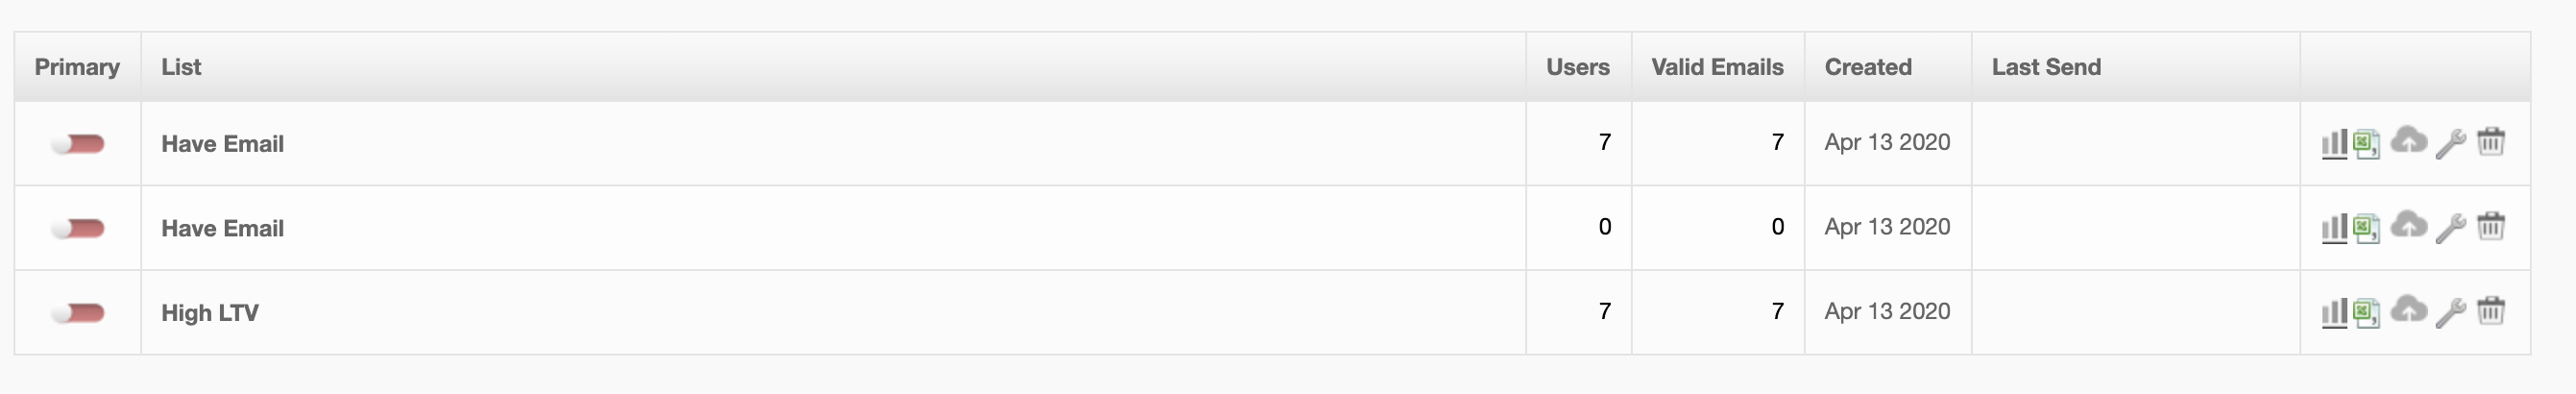 Primary List Users Valid Emails Created Last Send
Have Email 7 7 Apr 13 2020
Have Email 0 0 Apr 13 2020
High LTV 7 7 Apr 13 2020